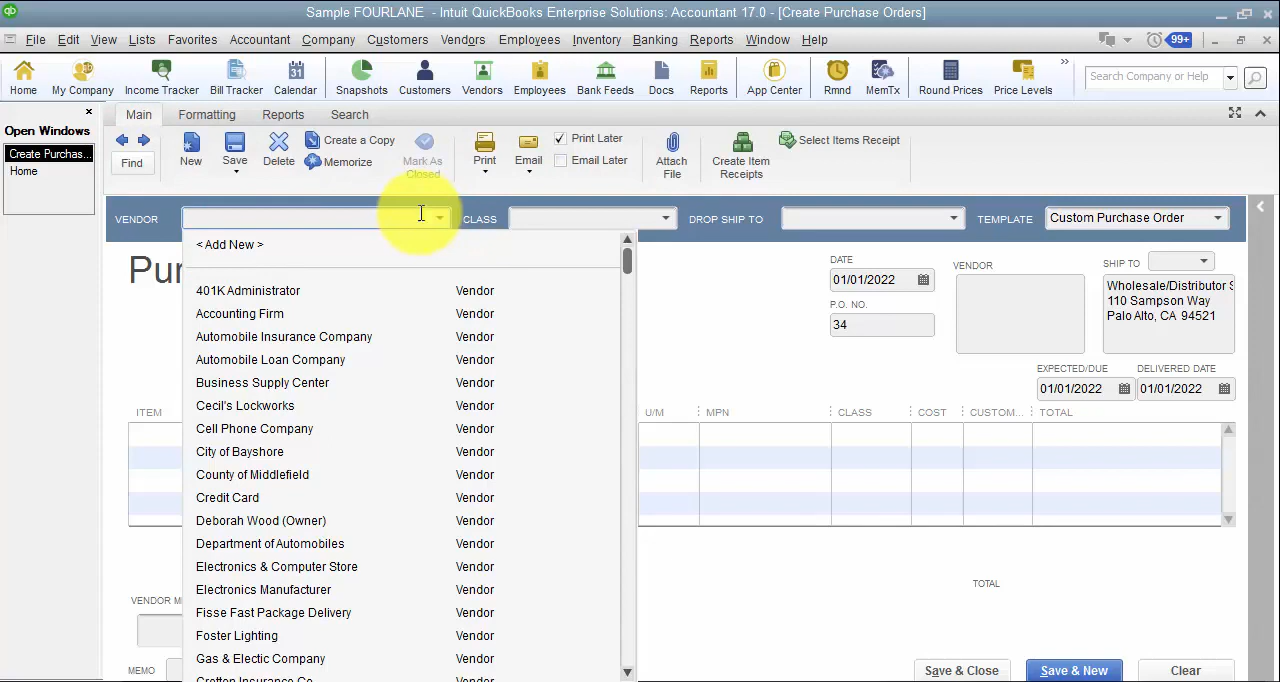 Sample FOURLANE - Intuit QuickBooks Enterprise Solutions: Accountant 17.0 - [Create Purchase Orders]
File Edit View Lists Favorites Accountant Company Customers Vendors Employees Inventory Banking Reports Window Help 99+
Home My Company Income Tracker Bill Tracker Calendar Snapshots Customers Vendors Employees Bank Feeds Docs Reports App Center Rmnd MemTx Round Prices Price Levels
31
Search Company or Help
Open Windows
Create Purchas...
Home
Main Formatting Reports Search
Find
New
Save
Delete
Create a Copy
Memorize
Mark As
Closed
Print
Email
Print Later
Email Later
Attach
File
Create Item
Receipts
Select Items Receipt
VENDOR CLASS DROP SHIP TO TEMPLATE Custom Purchase Order
Pur
< Add New >
401K Administrator Vendor
Accounting Firm Vendor
Automobile Insurance Company Vendor
Automobile Loan Company Vendor
Business Supply Center Vendor
Cecil's Lockworks Vendor
Cell Phone Company Vendor
City of Bayshore Vendor
County of Middlefield Vendor
Credit Card Vendor
Deborah Wood (Owner) Vendor
Department of Automobiles Vendor
Electronics & Computer Store Vendor
Electronics Manufacturer Vendor
Fisse Fast Package Delivery Vendor
Foster Lighting Vendor
Gas & Electic Company Vendor
DATE
01/01/2022
P.O. NO.
34
VENDOR
SHIP TO
Wholesale/Distributor S
110 Sampson Way
Palo Alto, CA 94521
EXPECTED/DUE
01/01/2022
DELIVERED DATE
01/01/2022
ITEM U/M MPN CLASS COST CUSTOM... TOTAL
TOTAL
VENDOR M
MEMO
Save & Close Save & New Clear